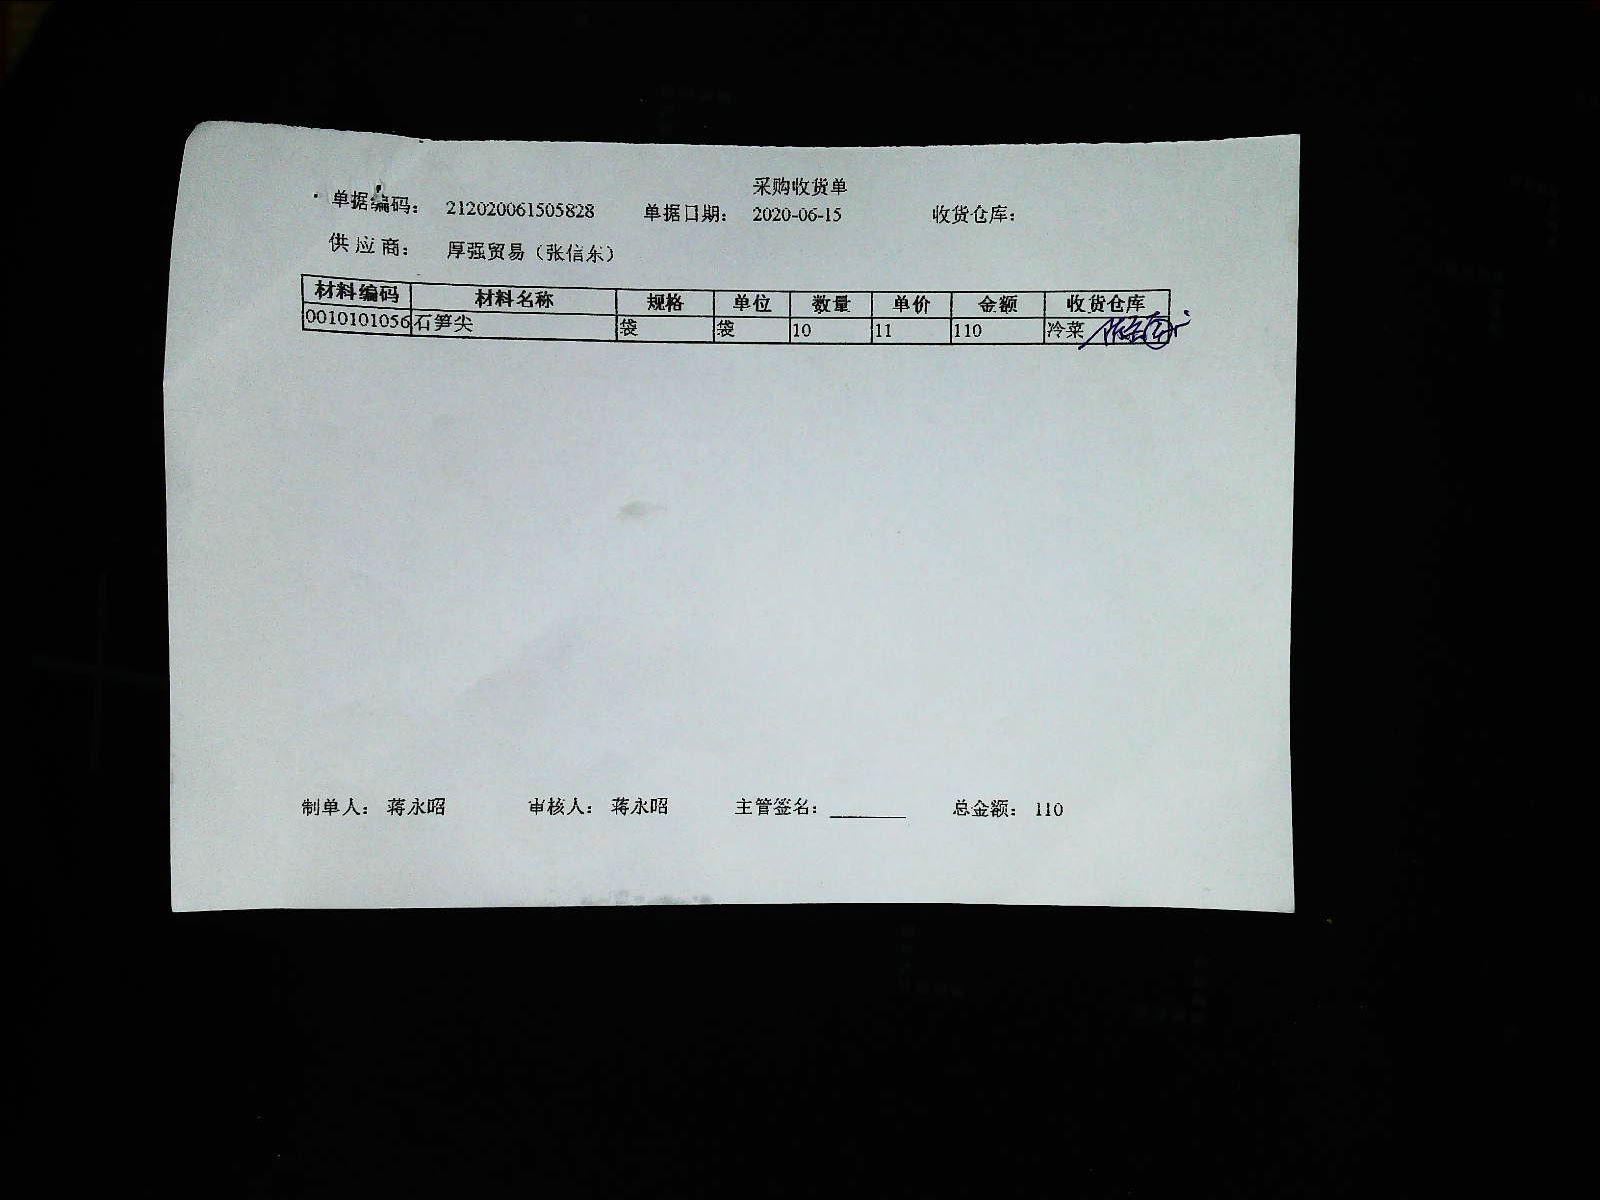 采购收货单
单据编码： 212020061505828 单据日期： 2020-06-15 收货仓库：
供 应 商： 厚强贸易（张信东）
材料编码 材料名称 规格 单位 数量 单价 金额 收货仓库
0010101056 石笋尖 袋 袋 10 11 110 冷菜
制单人： 蒋永昭 审核人： 蒋永昭 主管签名： 总金额： 110